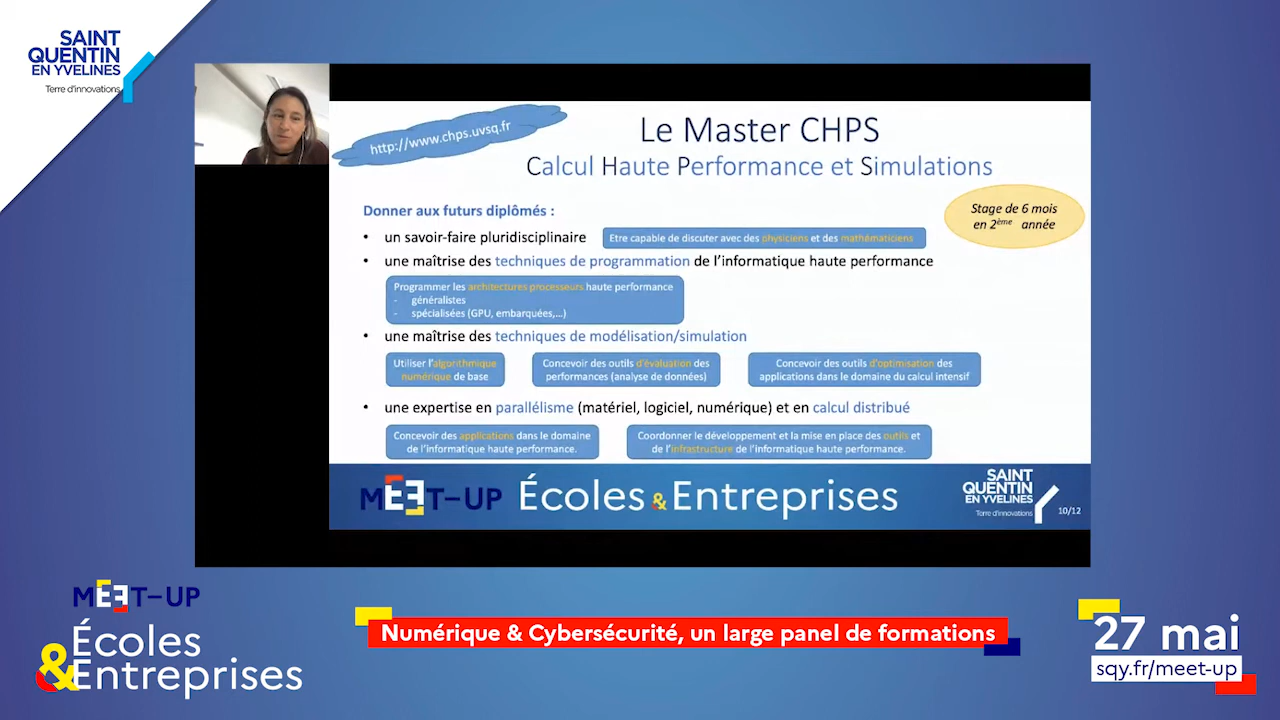 SAINT
QUENTIN
EN YVELINES
Terre d'innovations
http://www.chps.uvsq.fr
Le Master CHPS
Calcul Haute Performance et Simulations
Stage de 6 mois
en 2ème année
Donner aux futurs diplômés :
• un savoir-faire pluridisciplinaire
Etre capable de discuter avec des physiciens et des mathématiciens
• une maîtrise des techniques de programmation de l'informatique haute performance
Programmer les architectures processeurs haute performance
- généralistes
- spécialisées (GPU, embarquées,...)
• une maîtrise des techniques de modélisation/simulation
Utiliser l'algorithmique
numérique de base
Concevoir des outils d'évaluation des
performances (analyse de données)
Concevoir des outils d'optimisation des
applications dans le domaine du calcul intensif
• une expertise en parallélisme (matériel, logiciel, numérique) et en calcul distribué
Concevoir des applications dans le domaine
de l'informatique haute performance.
Coordonner le développement et la mise en place des outils et
de l'infrastructure de l'informatique haute performance.
MEET-UP Écoles & Entreprises
SAINT
QUENTIN
EN YVELINES
Terre d'innovations
10/12
MEET-UP
Écoles
&Entreprises
Numérique & Cybersécurité, un large panel de formations
27 mai
sqy.fr/meet-up